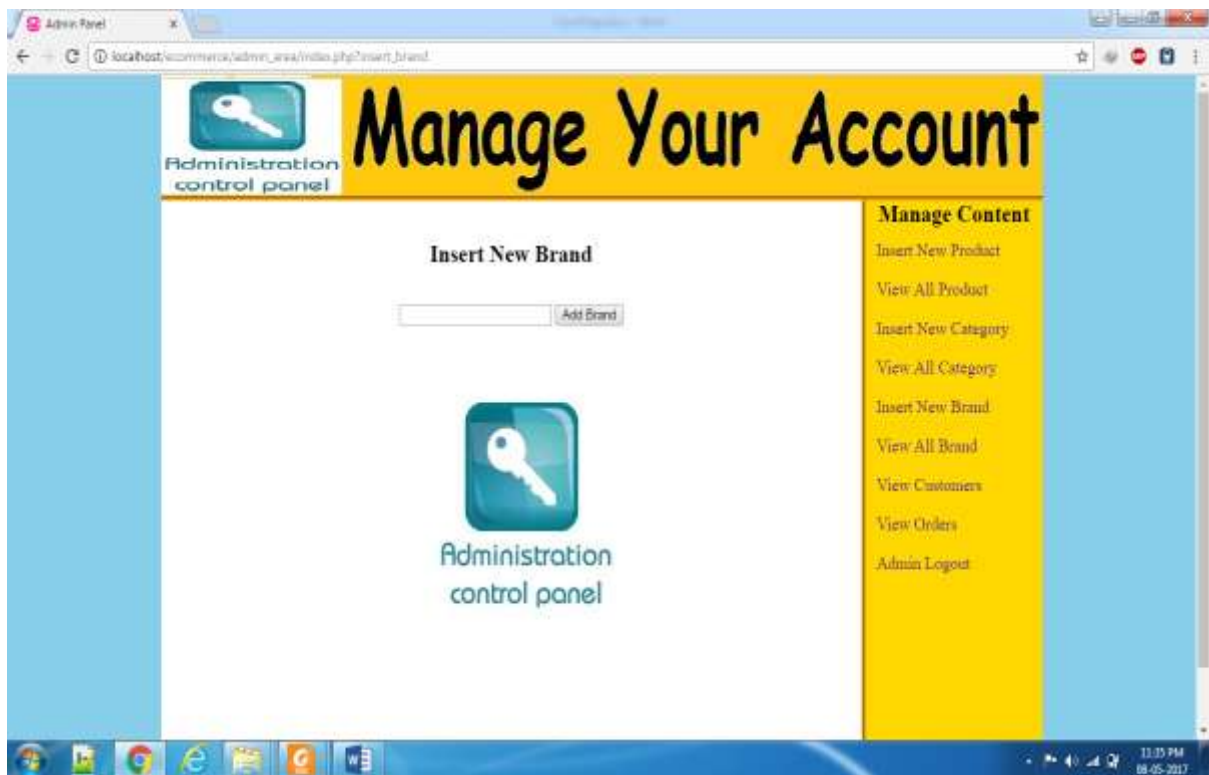 Admin Panel
localhost/ecommerce/admin_area/index.php?insert_brand
Administration
control panel
Manage Your Account
Manage Content
Insert New Product
View All Product
Insert New Category
View All Category
Insert New Brand
View All Brand
View Customers
View Orders
Admin Logout
Insert New Brand
Add Brand
Administration
control panel
11:35 PM
08-05-2017